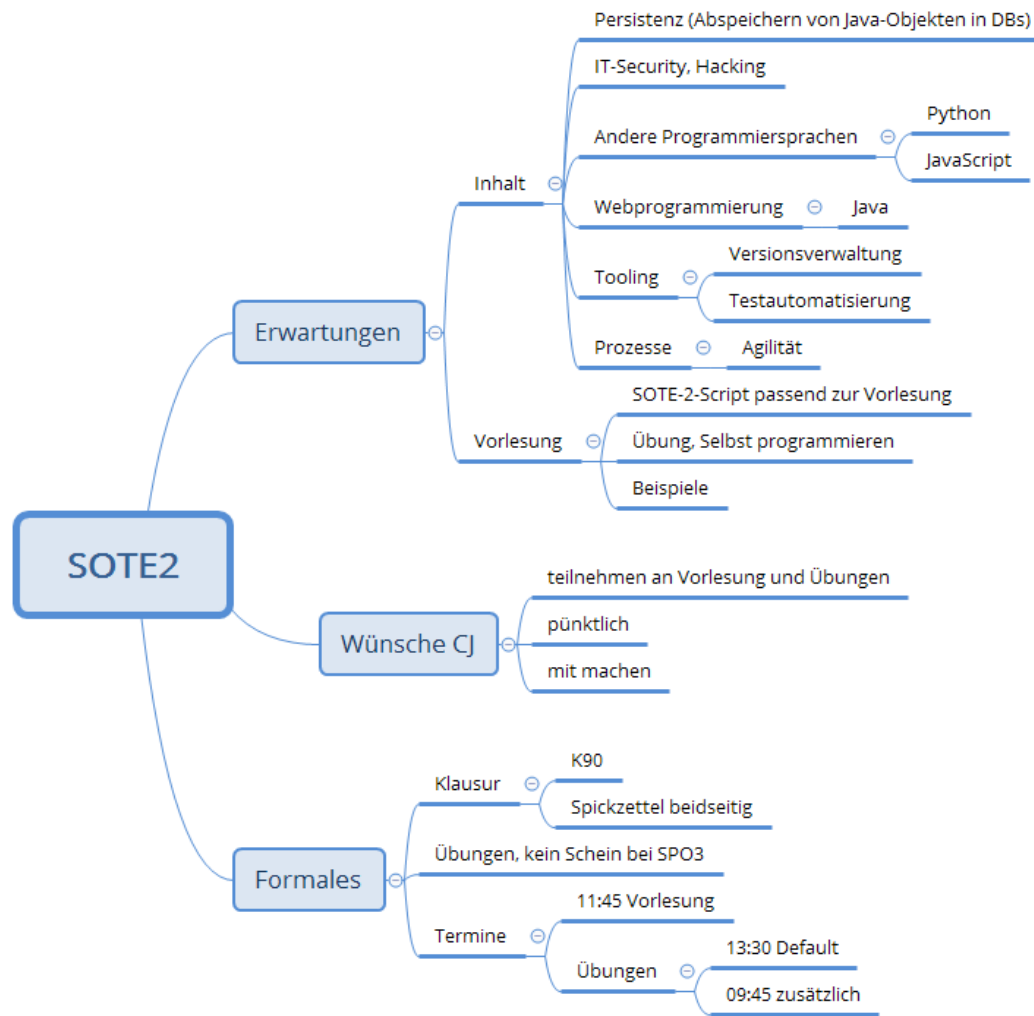 SOTE2
Erwartungen
Inhalt
Persistenz (Abspeichern von Java-Objekten in DBs)
IT-Security, Hacking
Andere Programmiersprachen
Python
JavaScript
Webprogrammierung
Java
Tooling
Versionsverwaltung
Testautomatisierung
Prozesse
Agilität
Vorlesung
SOTE-2-Script passend zur Vorlesung
Übung, Selbst programmieren
Beispiele
Wünsche CJ
teilnehmen an Vorlesung und Übungen
pünktlich
mit machen
Formales
Klausur
K90
Spickzettel beidseitig
Übungen, kein Schein bei SPO3
Termine
11:45 Vorlesung
Übungen
13:30 Default
09:45 zusätzlich